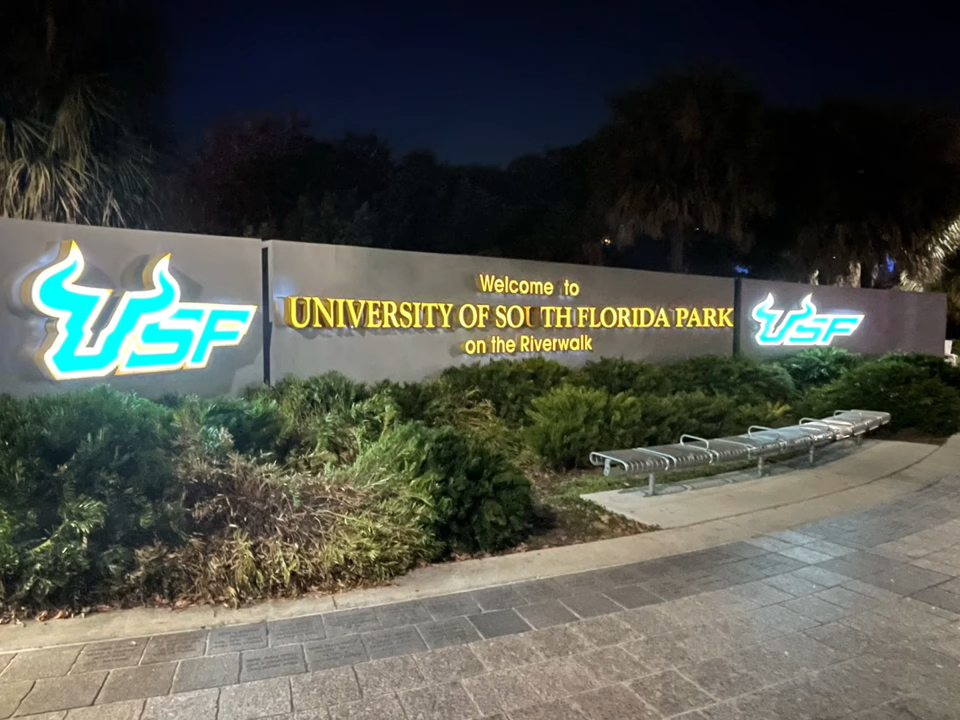 USF
Welcome to
UNIVERSITY OF SOUTH FLORIDA PARK
on the Riverwalk
USF